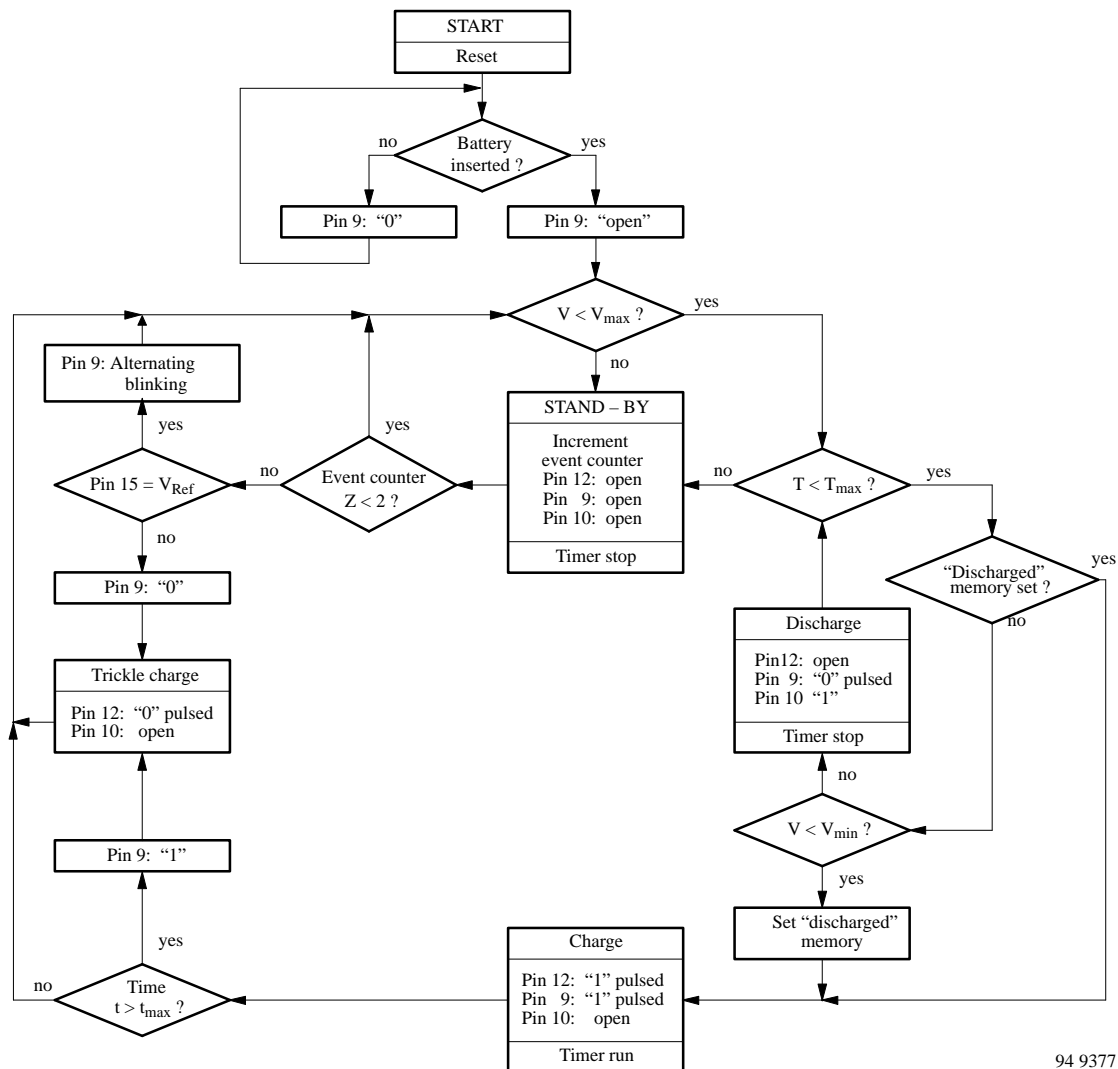 START
Reset
no
Battery
inserted ?
yes
Pin 9: “0”
Pin 9: “open”
V < Vmax ?
yes
no
Pin 9: Alternating
blinking
yes
Pin 15 = VRef
no
no
Event counter
Z < 2 ?
yes
STAND – BY
Increment
event counter
Pin 12: open
Pin 9: open
Pin 10: open
Timer stop
no
T < Tmax ?
yes
“Discharged”
memory set ?
yes
no
Pin 9: “0”
Trickle charge
Pin 12: “0” pulsed
Pin 10: open
Discharge
Pin12: open
Pin 9: “0” pulsed
Pin 10 “1”
Timer stop
no
V < Vmin ?
yes
Set “discharged”
memory
Pin 9: “1”
yes
no
Time
t > tmax ?
Charge
Pin 12: “1” pulsed
Pin 9: “1” pulsed
Pin 10: open
Timer run
94 9377